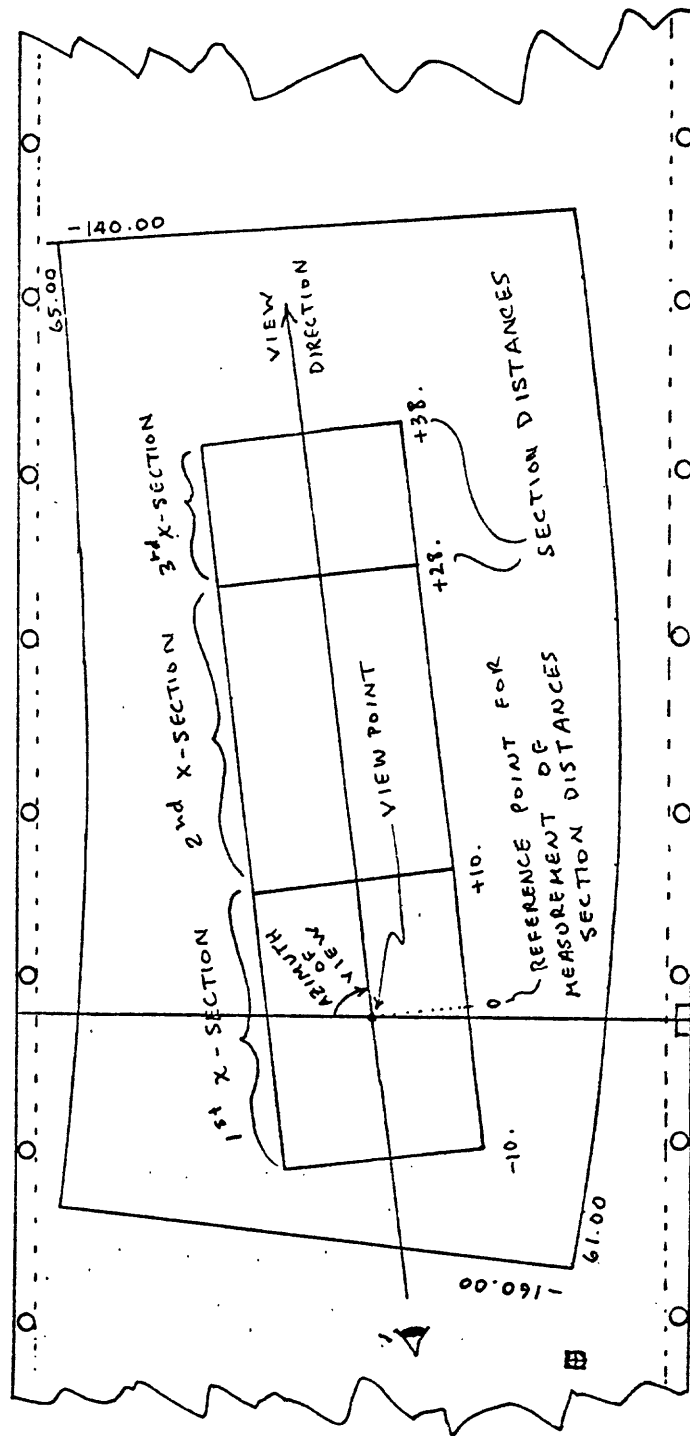 65.00
-140.00
VIEW
DIRECTION
3rd X-SECTION
2nd X-SECTION
1st X-SECTION
AZIMUTH
OF
VIEW
VIEW POINT
-10.
0
+10.
+28.
+38.
SECTION DISTANCES
REFERENCE POINT FOR
MEASUREMENT OF
SECTION DISTANCES
-160.00
61.00